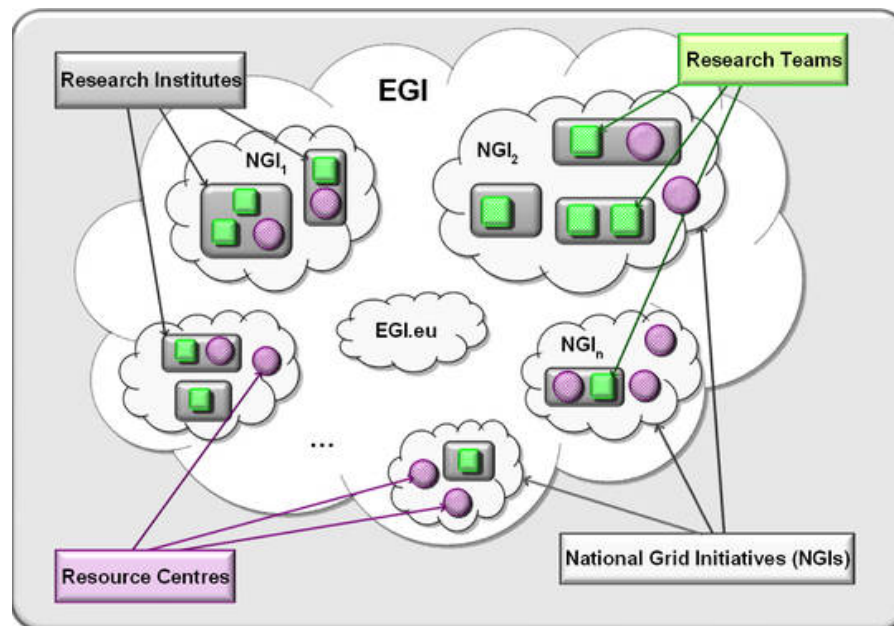 Research Institutes
EGI
Research Teams
NGI₁
NGI₂
EGI.eu
NGIₙ
...
Resource Centres
National Grid Initiatives (NGIs)